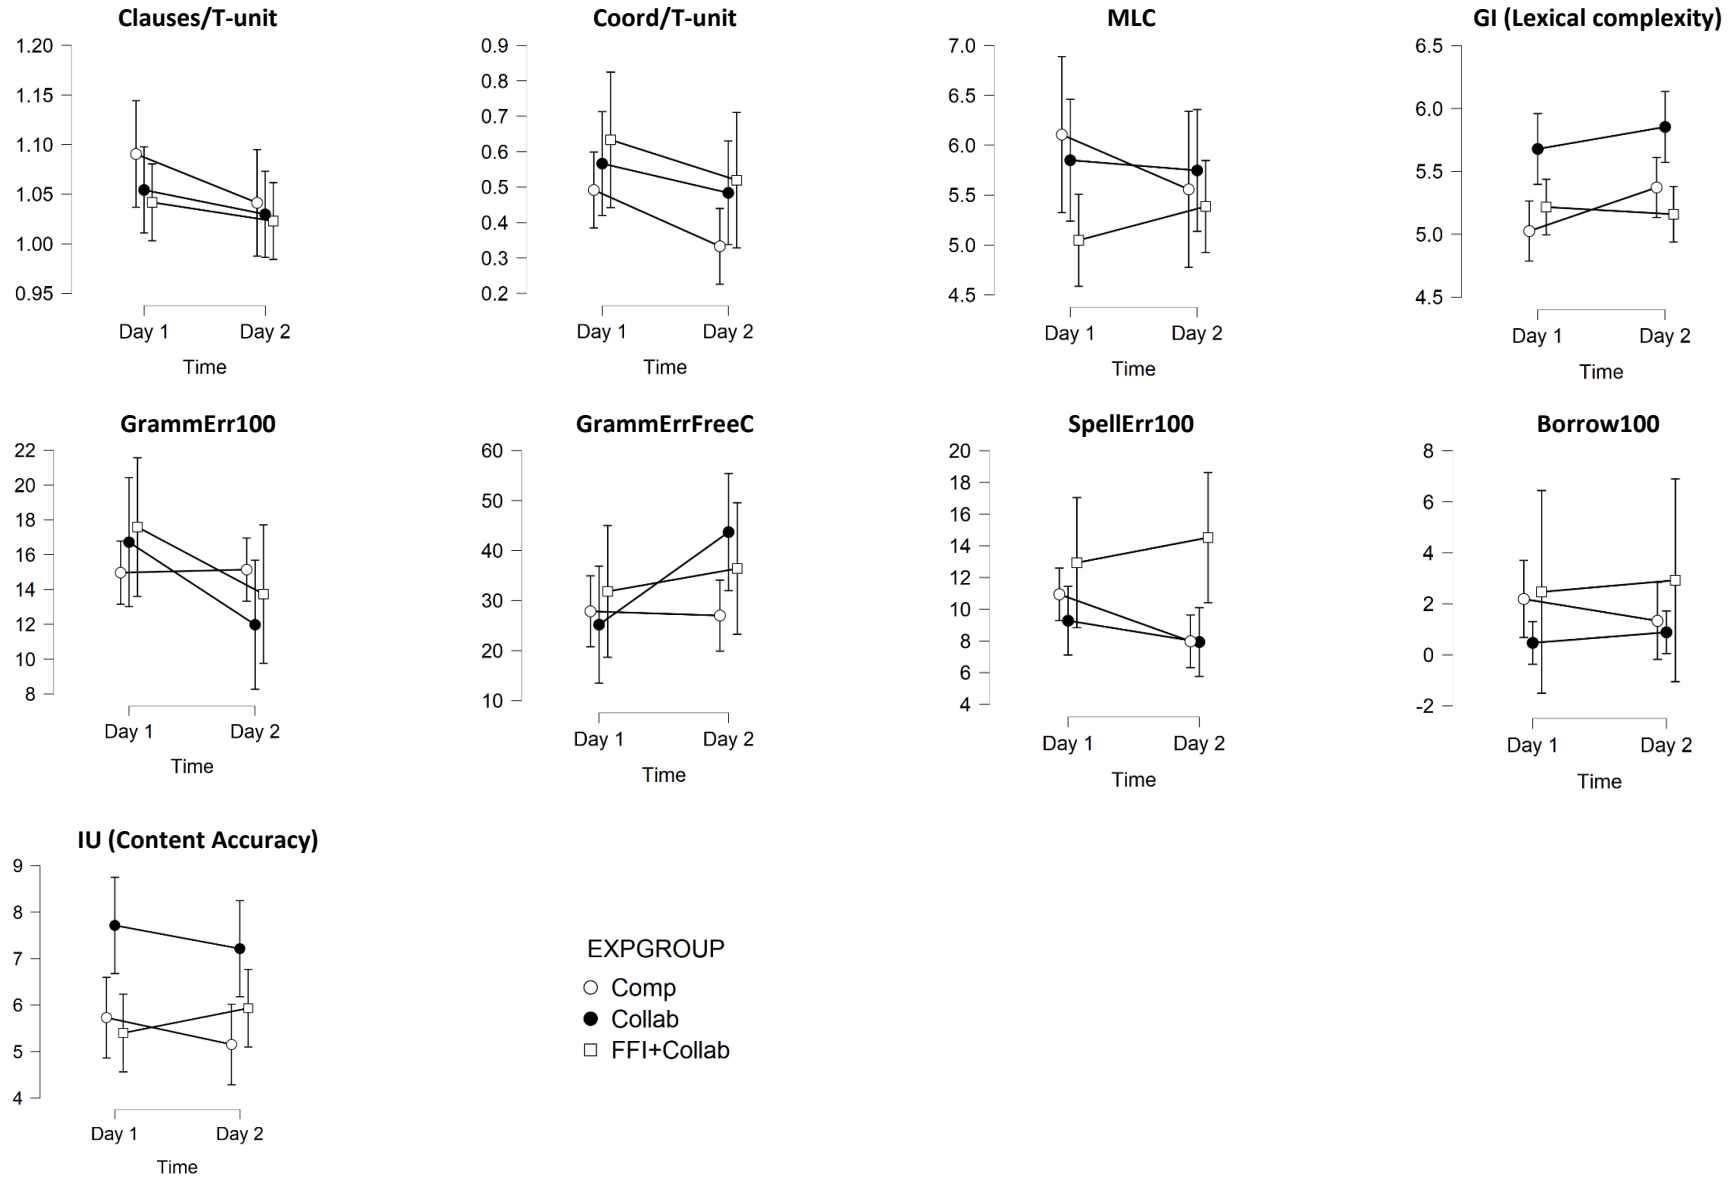 Clauses/T-unit
1.20
1.15
1.10
1.05
1.00
0.95
Day 1 Day 2
Time
Coord/T-unit
0.9
0.8
0.7
0.6
0.5
0.4
0.3
0.2
Day 1 Day 2
Time
MLC
7.0
6.5
6.0
5.5
5.0
4.5
Day 1 Day 2
Time
GI (Lexical complexity)
6.5
6.0
5.5
5.0
4.5
Day 1 Day 2
Time
GrammErr100
22
20
18
16
14
12
10
8
Day 1 Day 2
Time
GrammErrFreeC
60
50
40
30
20
10
Day 1 Day 2
Time
SpellErr100
20
18
16
14
12
10
8
6
4
Day 1 Day 2
Time
Borrow100
8
6
4
2
0
-2
Day 1 Day 2
Time
IU (Content Accuracy)
9
8
7
6
5
4
Day 1 Day 2
Time
EXPGROUP
Comp
Collab
FFI+Collab